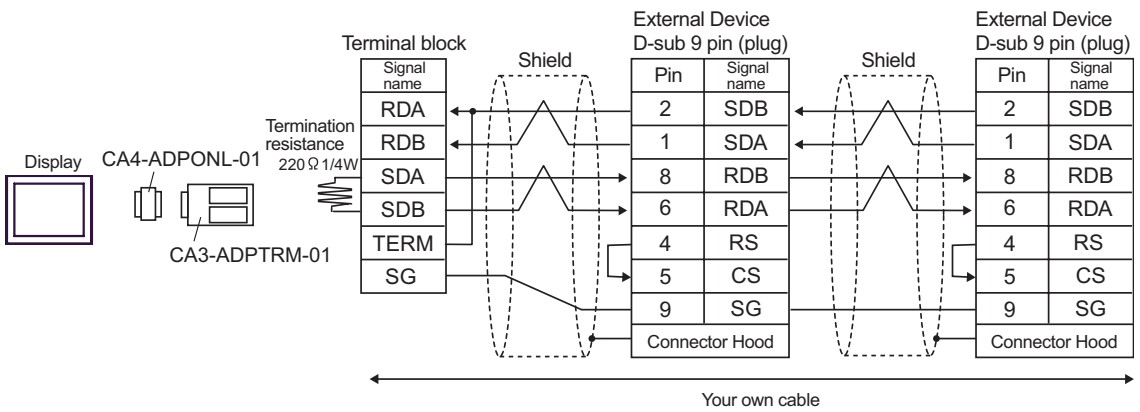 Display
CA4-ADPONL-01
CA3-ADPTRM-01
Termination
resistance
220 Ω 1/4W
Terminal block
Signal
name
RDA
RDB
SDA
SDB
TERM
SG
Shield
External Device
D-sub 9 pin (plug)
Pin Signal
name
2 SDB
1 SDA
8 RDB
6 RDA
4 RS
5 CS
9 SG
Connector Hood
Shield
External Device
D-sub 9 pin (plug)
Pin Signal
name
2 SDB
1 SDA
8 RDB
6 RDA
4 RS
5 CS
9 SG
Connector Hood
Your own cable